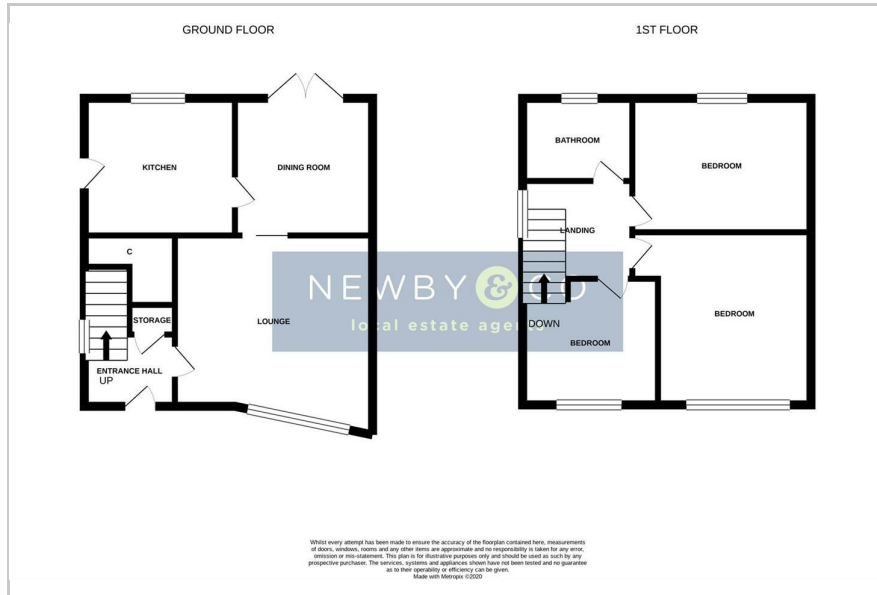 GROUND FLOOR
1ST FLOOR
KITCHEN
DINING ROOM
C
STORAGE
LOUNGE
ENTRANCE HALL
UP
BATHROOM
BEDROOM
LANDING
DOWN
BEDROOM
BEDROOM
NEWBY & CO
local estate agents
Whilst every attempt has been made to ensure the accuracy of the floorplan contained here, measurements
of doors, windows, rooms and any other items are approximate and no responsibility is taken for any error,
omission or mis-statement. This plan is for illustrative purposes only and should be used as such by any
prospective purchaser. The services, systems and appliances shown have not been tested and no guarantee
as to their operability or efficiency can be given.
Made with Metropix ©2020